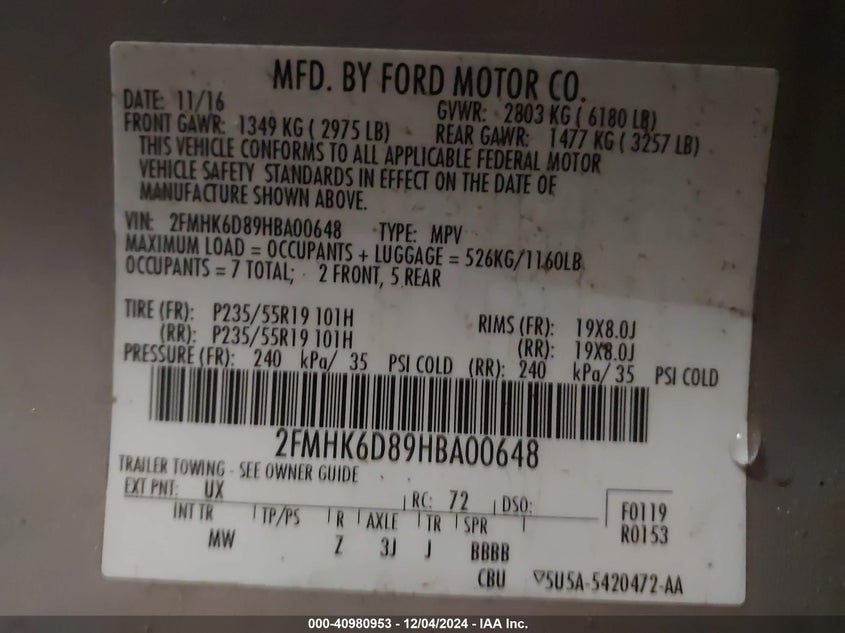 MFD. BY FORD MOTOR CO.
DATE: 11/16 GVWR: 2803 KG ( 6180 LB)
FRONT GAWR: 1349 KG ( 2975 LB) REAR GAWR: 1477 KG ( 3257 LB)
THIS VEHICLE CONFORMS TO ALL APPLICABLE FEDERAL MOTOR
VEHICLE SAFETY STANDARDS IN EFFECT ON THE DATE OF
MANUFACTURE SHOWN ABOVE.
VIN: 2FMHK6D89HBA00648 TYPE: MPV
MAXIMUM LOAD = OCCUPANTS + LUGGAGE = 526KG/1160LB
OCCUPANTS = 7 TOTAL; 2 FRONT, 5 REAR
TIRE (FR): P235/55R19 101H RIMS (FR): 19X8.0J
(RR): P235/55R19 101H (RR): 19X8.0J
PRESSURE (FR): 240 kPa/ 35 PSI COLD (RR): 240 kPa/ 35 PSI COLD
2FMHK6D89HBA00648
TRAILER TOWING - SEE OWNER GUIDE
EXT PNT: UX RC: 72 DSO:
INT TR TP/PS R AXLE TR SPR
F0119
R0153
MW Z 3J J BBBB
CBU 5U5A-5420472-AA
000-40980953 - 12/04/2024 - IAA Inc.